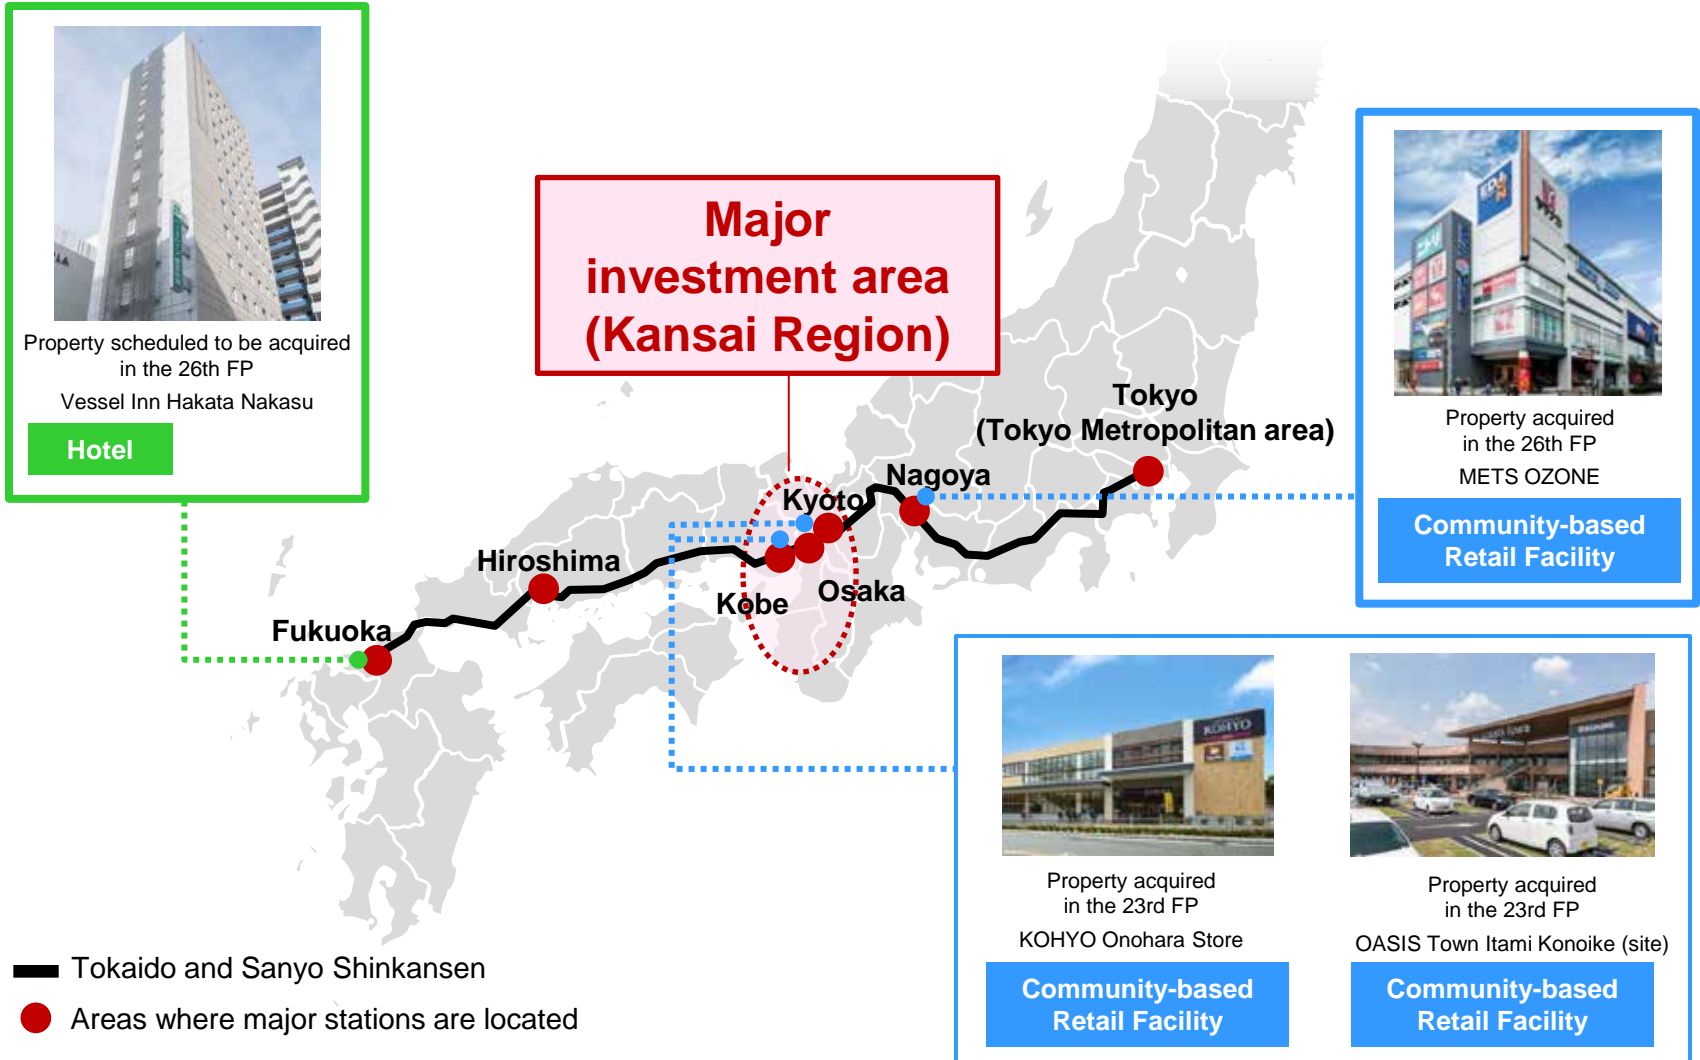 Property scheduled to be acquired
in the 26th FP
Vessel Inn Hakata Nakasu
Hotel
Major
investment area
(Kansai Region)
Tokyo
(Tokyo Metropolitan area)
Nagoya
Kyoto
Osaka
Kobe
Hiroshima
Fukuoka
EDION
Property acquired
in the 26th FP
METS OZONE
Community-based
Retail Facility
KOHYO
Property acquired
in the 23rd FP
KOHYO Onohara Store
Community-based
Retail Facility
Property acquired
in the 23rd FP
OASIS Town Itami Konoike (site)
Community-based
Retail Facility
Tokaido and Sanyo Shinkansen
Areas where major stations are located